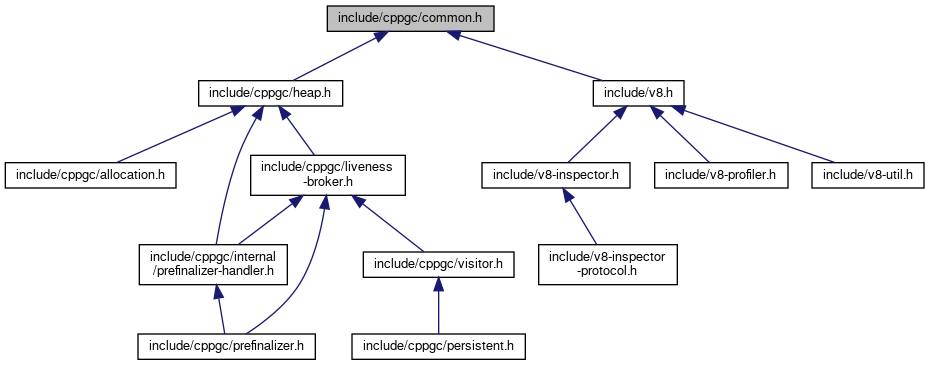 include/cppgc/common.h
include/cppgc/heap.h
include/v8.h
include/cppgc/allocation.h
include/cppgc/liveness
-broker.h
include/v8-inspector.h
include/v8-profiler.h
include/v8-util.h
include/cppgc/internal
/prefinalizer-handler.h
include/cppgc/visitor.h
include/v8-inspector
-protocol.h
include/cppgc/prefinalizer.h
include/cppgc/persistent.h